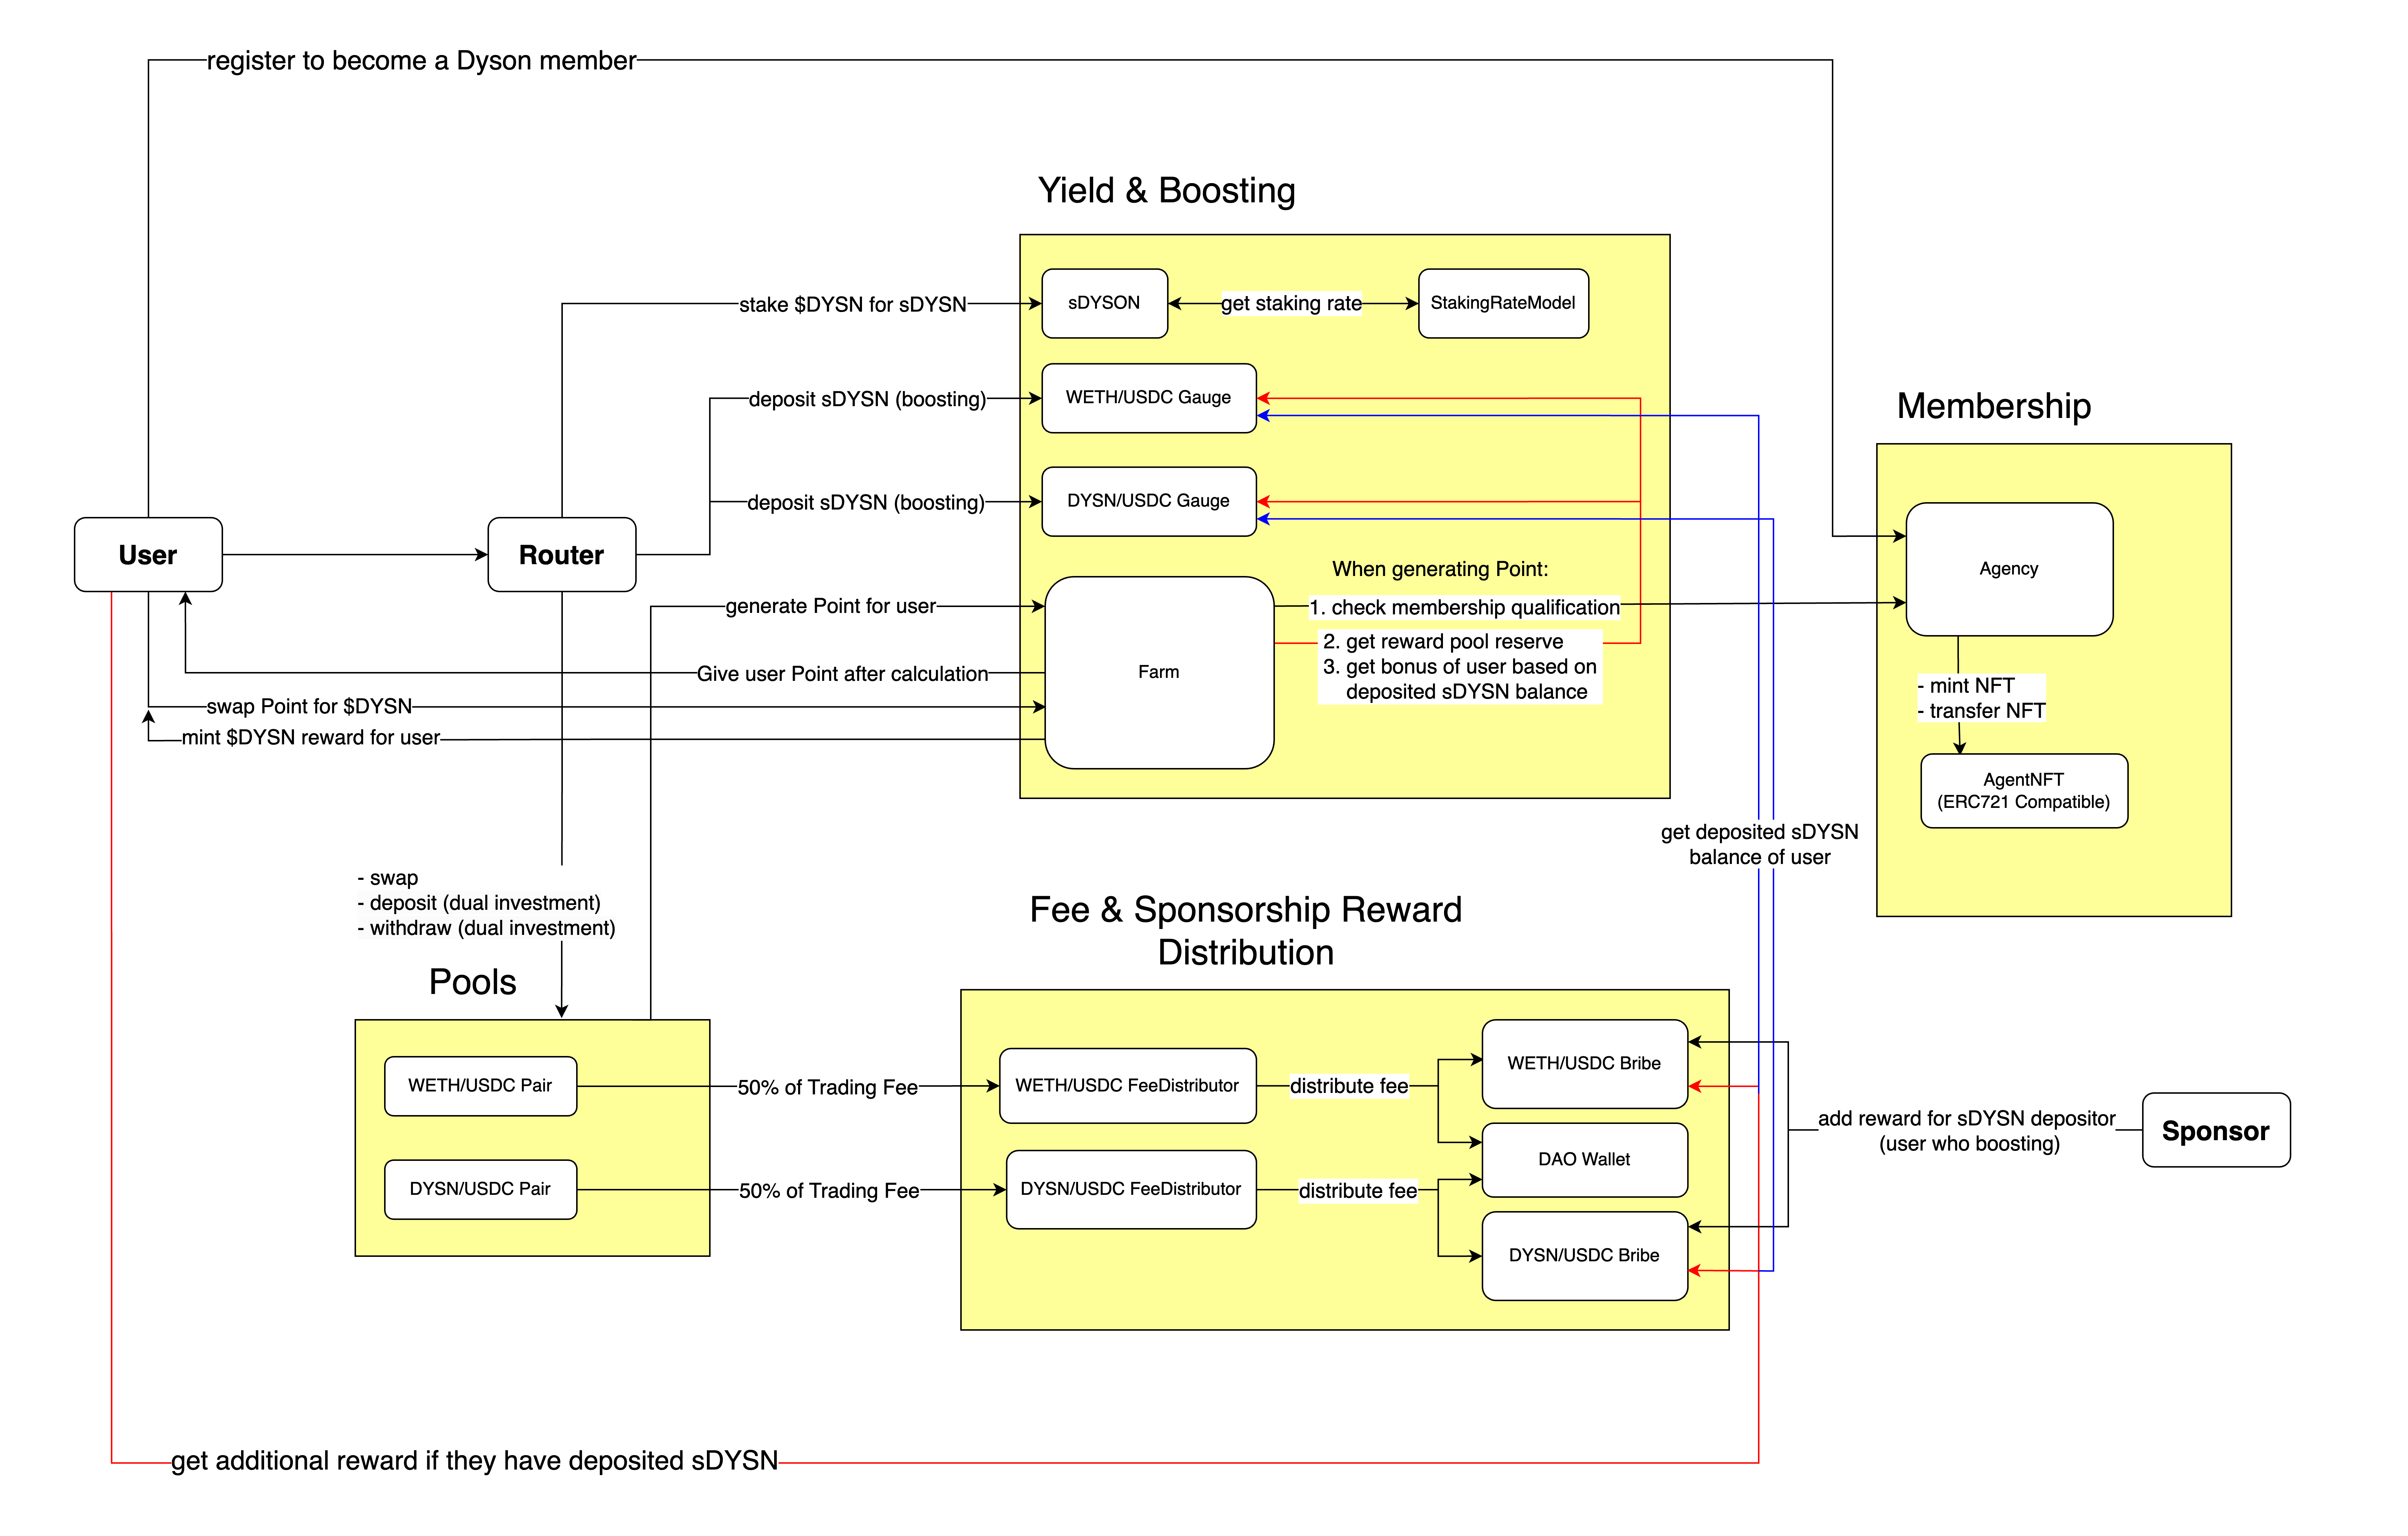 register to become a Dyson member
Yield & Boosting
stake $DYSN for sDYSN
sDYSON
get staking rate
StakingRateModel
deposit sDYSN (boosting)
WETH/USDC Gauge
Membership
deposit sDYSN (boosting)
DYSN/USDC Gauge
User
Router
When generating Point:
Agency
generate Point for user
1. check membership qualification
2. get reward pool reserve
3. get bonus of user based on
deposited sDYSN balance
Farm
Give user Point after calculation
swap Point for $DYSN
mint $DYSN reward for user
- mint NFT
- transfer NFT
AgentNFT
(ERC721 Compatible)
get deposited sDYSN
balance of user
- swap
- deposit (dual investment)
- withdraw (dual investment)
Fee & Sponsorship Reward
Distribution
Pools
WETH/USDC Pair
50% of Trading Fee
WETH/USDC FeeDistributor
distribute fee
WETH/USDC Bribe
add reward for sDYSN depositor
(user who boosting)
Sponsor
DAO Wallet
DYSN/USDC Pair
50% of Trading Fee
DYSN/USDC FeeDistributor
distribute fee
DYSN/USDC Bribe
get additional reward if they have deposited sDYSN